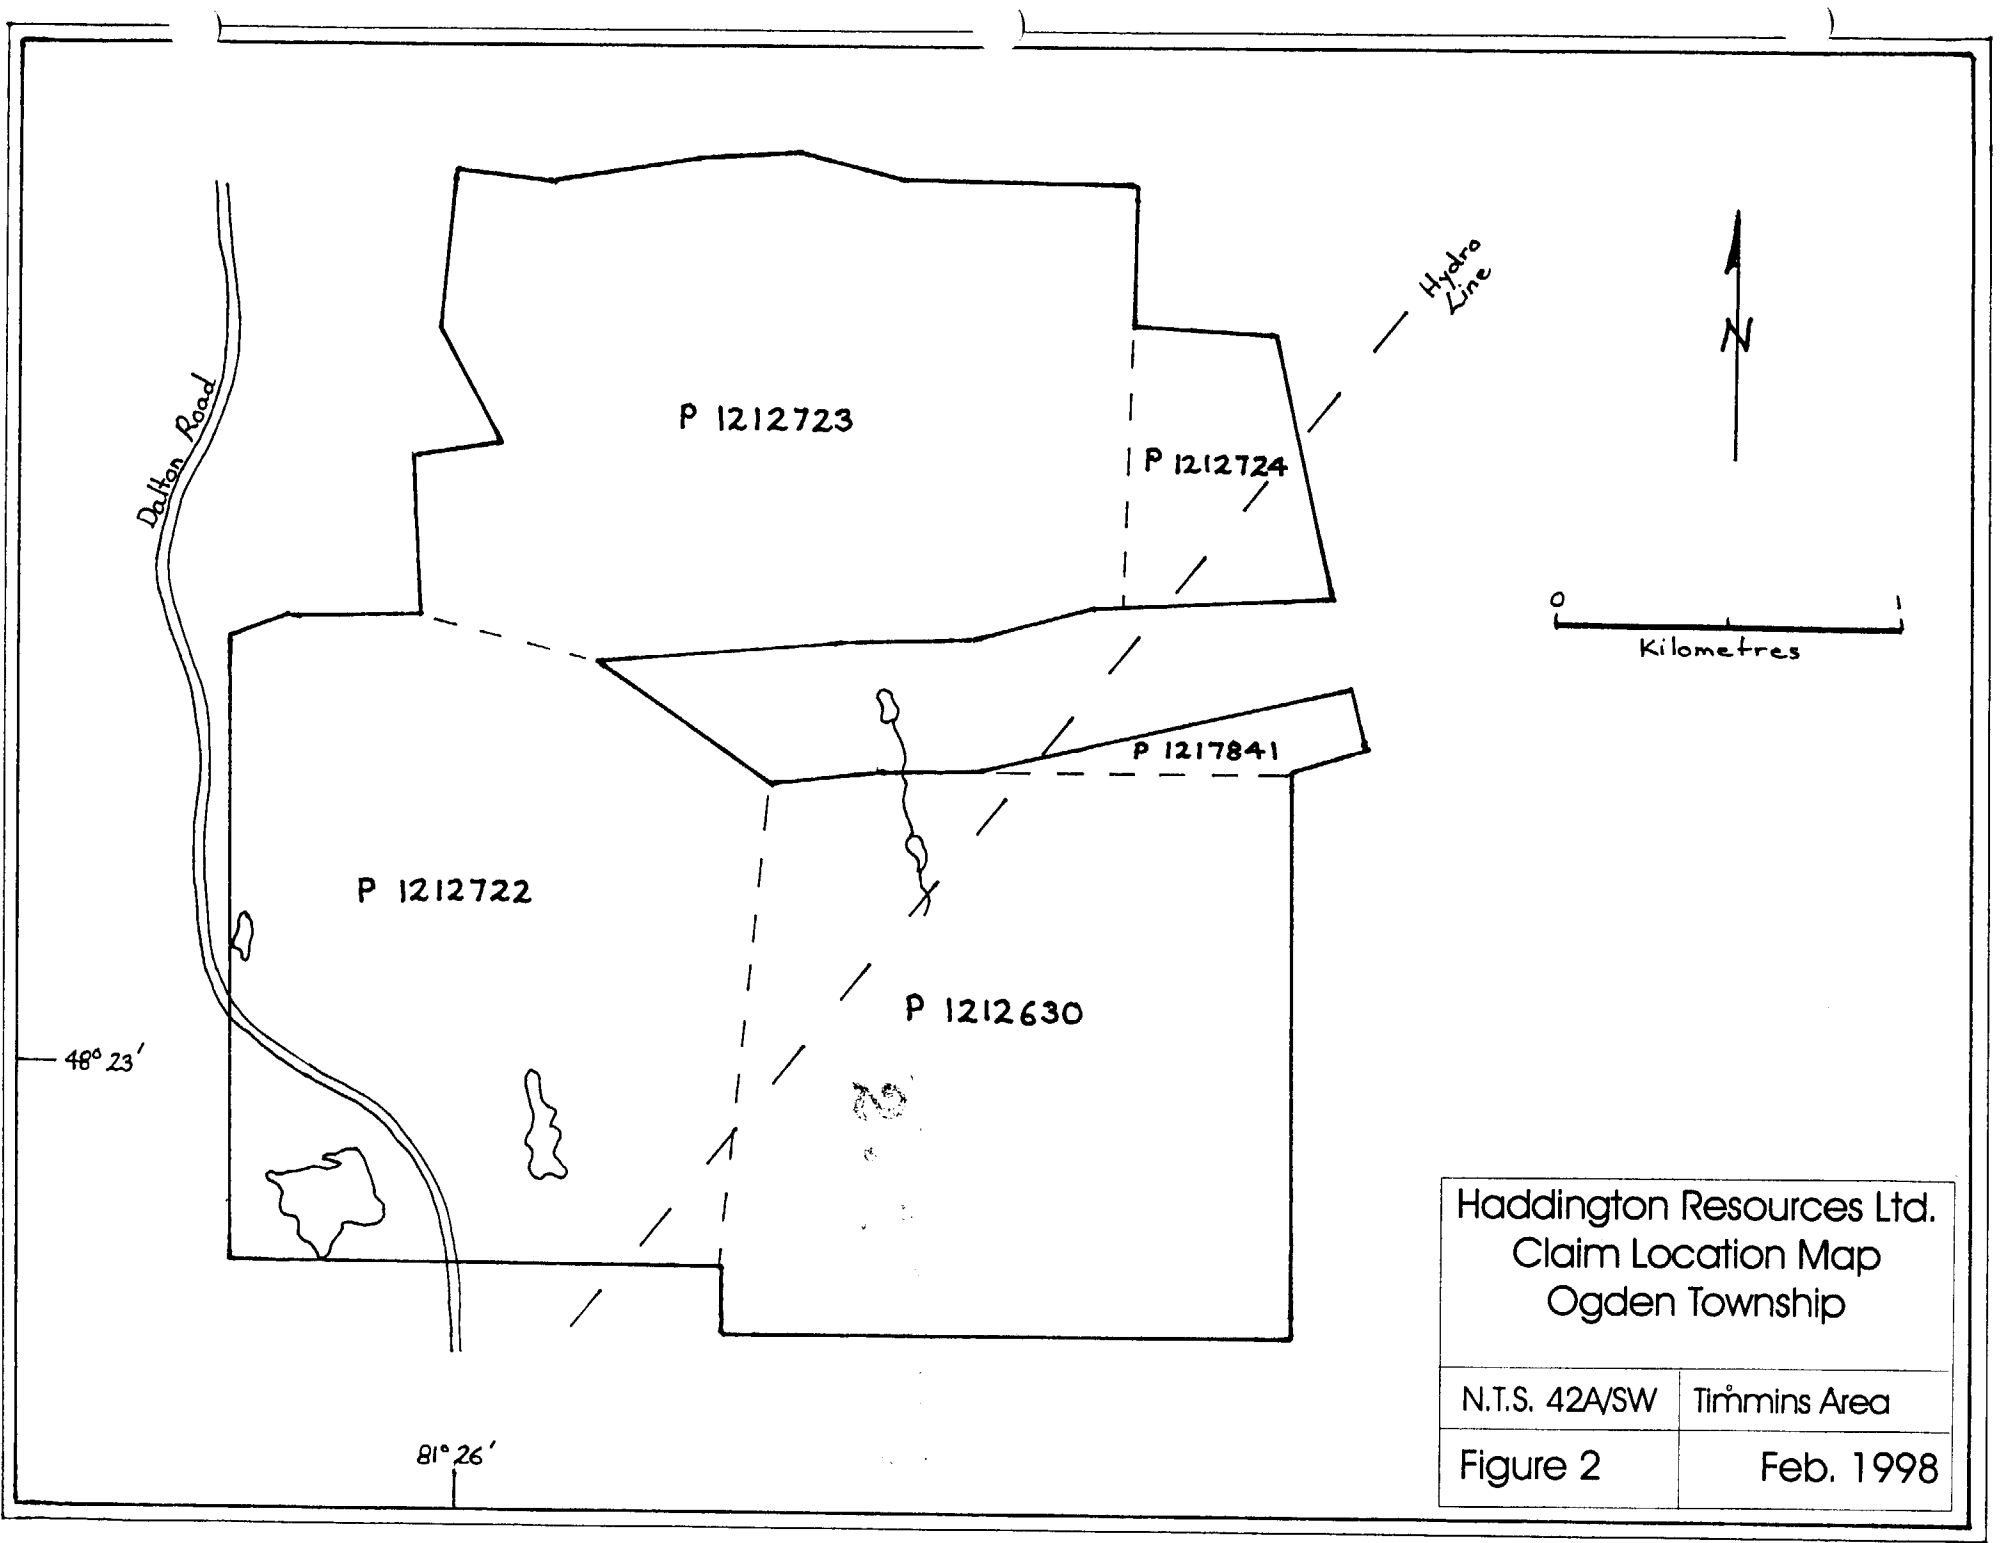 Hydro
Line
N
Dalton Road
P 1212723
P 1212724
0 1
Kilometres
P 1217841
P 1212722
P 1212630
48° 23'
81° 26'
Haddington Resources Ltd.
Claim Location Map
Ogden Township
N.T.S. 42A/SW
Timmins Area
Figure 2
Feb. 1998